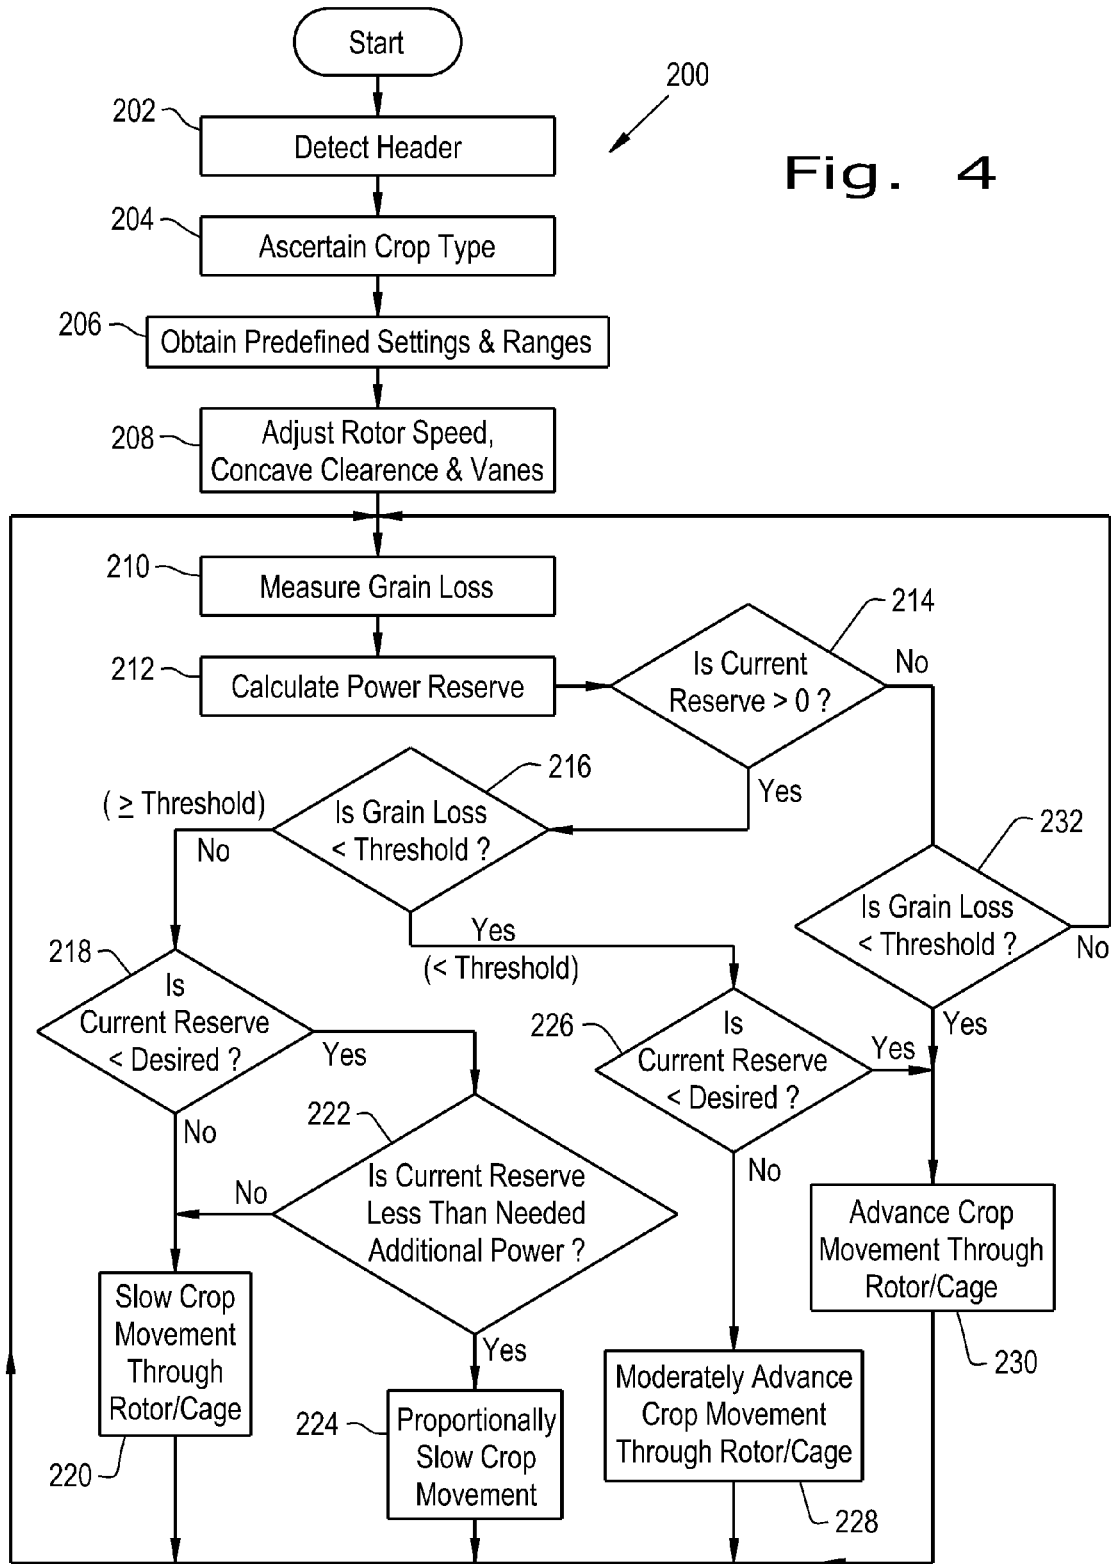 Start
200
Fig. 4
202
Detect Header
204
Ascertain Crop Type
206
Obtain Predefined Settings & Ranges
208
Adjust Rotor Speed,
Concave Clearence & Vanes
210
Measure Grain Loss
212
Calculate Power Reserve
214
Is Current
Reserve > 0 ?
No
Yes
216
Is Grain Loss
< Threshold ?
( ≥ Threshold)
No
Yes
(< Threshold)
232
Is Grain Loss
< Threshold ?
No
Yes
218
Is
Current Reserve
< Desired ?
Yes
No
226
Is
Current Reserve
< Desired ?
Yes
No
222
Is Current Reserve
Less Than Needed
Additional Power ?
No
Yes
Advance Crop
Movement Through
Rotor/Cage
230
Slow Crop
Movement
Through
Rotor/Cage
220
224
Proportionally
Slow Crop
Movement
Moderately Advance
Crop Movement
Through Rotor/Cage
228